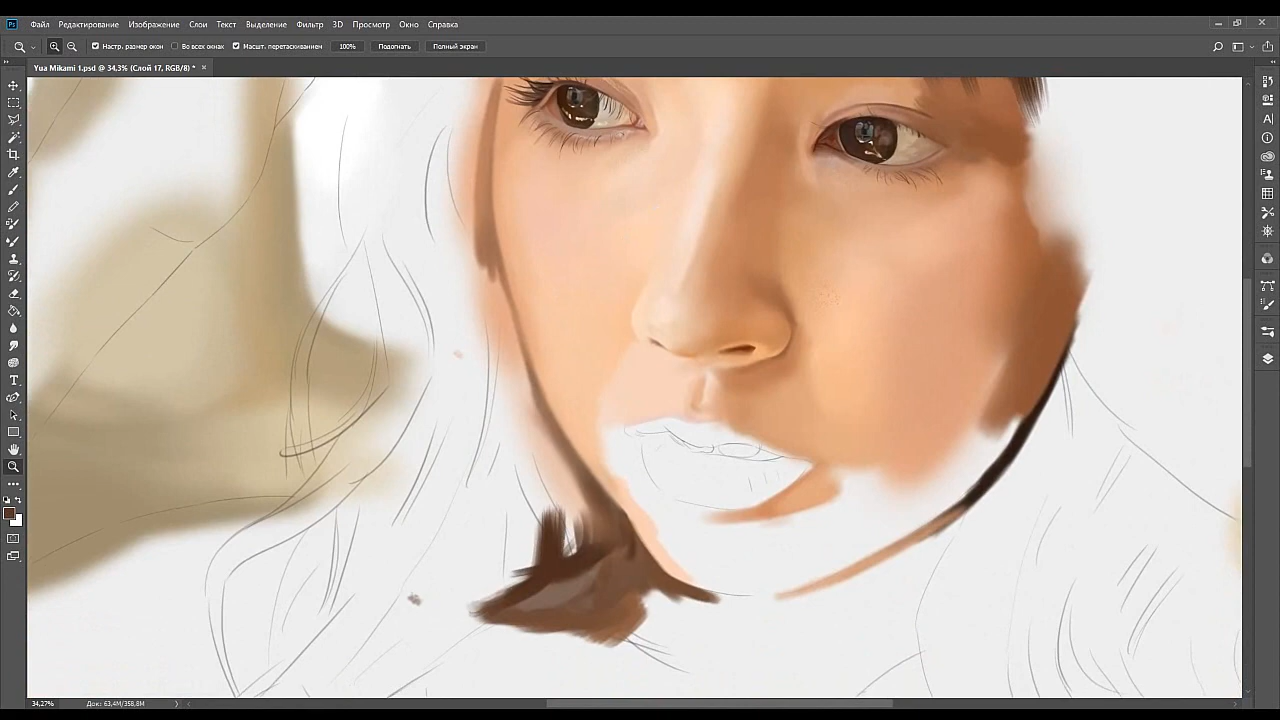 Ps Файл Редактирование Изображение Слои Текст Выделение Фильтр 3D Просмотр Окно Справка
Настр. размер окон Во всех окнах Масшт. перетаскиванием 100% Подогнать Полный экран
Yua Mikami 1.psd @ 34,3% (Слой 17, RGB/8) *
34,27% Док: 63,4M/358,8M